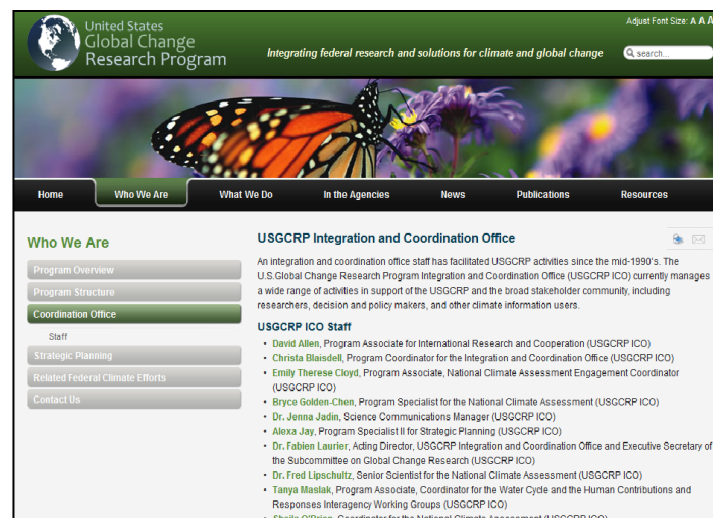 United States
Global Change
Research Program
Integrating federal research and solutions for climate and global change
Adjust Font Size: A A A
search...
Home Who We Are What We Do In the Agencies News Publications Resources
Who We Are
Program Overview
Program Structure
Coordination Office
Staff
Strategic Planning
Related Federal Climate Efforts
Contact Us
USGCRP Integration and Coordination Office
An integration and coordination office staff has facilitated USGCRP activities since the mid-1990's. The
U.S.Global Change Research Program Integration and Coordination Office (USGCRP ICO) currently manages
a wide range of activities in support of the USGCRP and the broad stakeholder community, including
researchers, decision and policy makers, and other climate information users.
USGCRP ICO Staff
• David Allen, Program Associate for International Research and Cooperation (USGCRP ICO)
• Christa Blaisdell, Program Coordinator for the Integration and Coordination Office (USGCRP ICO)
• Emily Therese Cloyd, Program Associate, National Climate Assessment Engagement Coordinator
(USGCRP ICO)
• Bryce Golden-Chen, Program Specialist for the National Climate Assessment (USGCRP ICO)
• Dr. Jenna Jadin, Science Communications Manager (USGCRP ICO)
• Alexa Jay, Program Specialist II for Strategic Planning (USGCRP ICO)
• Dr. Fabien Laurier, Acting Director, USGCRP Integration and Coordination Office and Executive Secretary of
the Subcommittee on Global Change Research (USGCRP ICO)
• Dr. Fred Lipschultz, Senior Scientist for the National Climate Assessment (USGCRP ICO)
• Tanya Maslak, Program Associate, Coordinator for the Water Cycle and the Human Contributions and
Responses Interagency Working Groups (USGCRP ICO)
• Sheila O'Brien, Coordinator for the National Climate Assessment (USGCRP ICO)